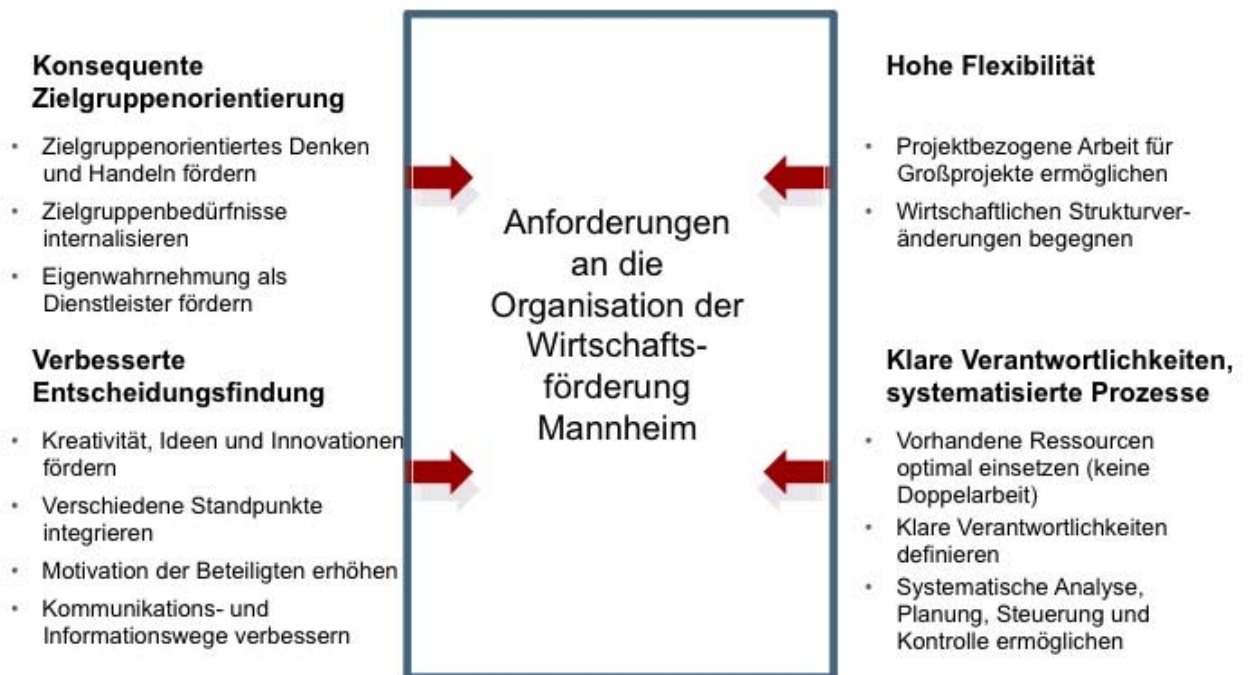 Konsequente
Zielgruppenorientierung
• Zielgruppenorientiertes Denken
und Handeln fördern
• Zielgruppenbedürfnisse
internalisieren
• Eigenwahrnehmung als
Dienstleister fördern
Verbesserte
Entscheidungsfindung
• Kreativität, Ideen und Innovationen
fördern
• Verschiedene Standpunkte
integrieren
• Motivation der Beteiligten erhöhen
• Kommunikations- und
Informationswege verbessern
Anforderungen
an die
Organisation der
Wirtschafts-
förderung
Mannheim
Hohe Flexibilität
• Projektbezogene Arbeit für
Großprojekte ermöglichen
• Wirtschaftlichen Strukturver-
änderungen begegnen
Klare Verantwortlichkeiten,
systematisierte Prozesse
• Vorhandene Ressourcen
optimal einsetzen (keine
Doppelarbeit)
• Klare Verantwortlichkeiten
definieren
• Systematische Analyse,
Planung, Steuerung und
Kontrolle ermöglichen